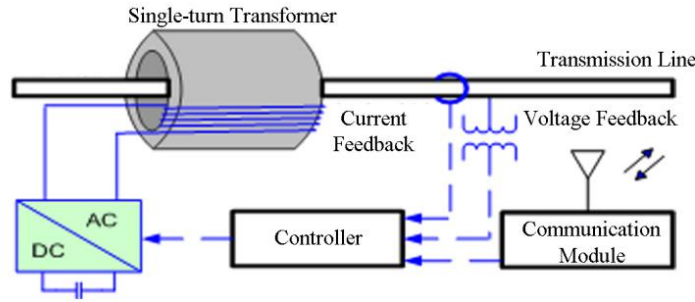 Single-turn Transformer
Transmission Line
Current
Feedback
Voltage Feedback
AC
DC
Controller
Communication
Module